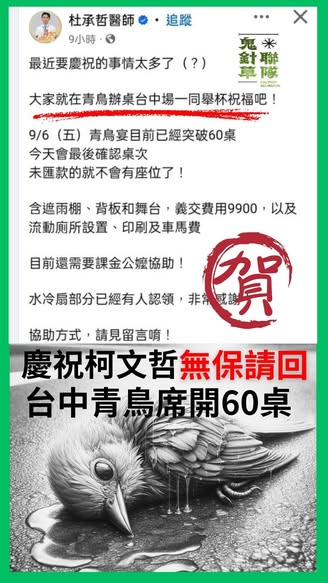 杜承哲醫師 · 追蹤
9小時 ·
鬼針草 米 聯隊
最近要慶祝的事情太多了（？）
大家就在青鳥辦桌台中場一同舉杯祝福吧！
9/6（五）青鳥宴目前已經突破60桌
今天會最後確認桌次
未匯款的就不會有座位了！
含遮雨棚、背板和舞台，義交費用9900，以及
流動廁所設置、印刷及車馬費
目前還需要課金公嬤協助！
水冷扇部分已經有人認領，非常感謝
賀
協助方式，請見留言唷！
慶祝柯文哲無保請回
台中青鳥席開60桌